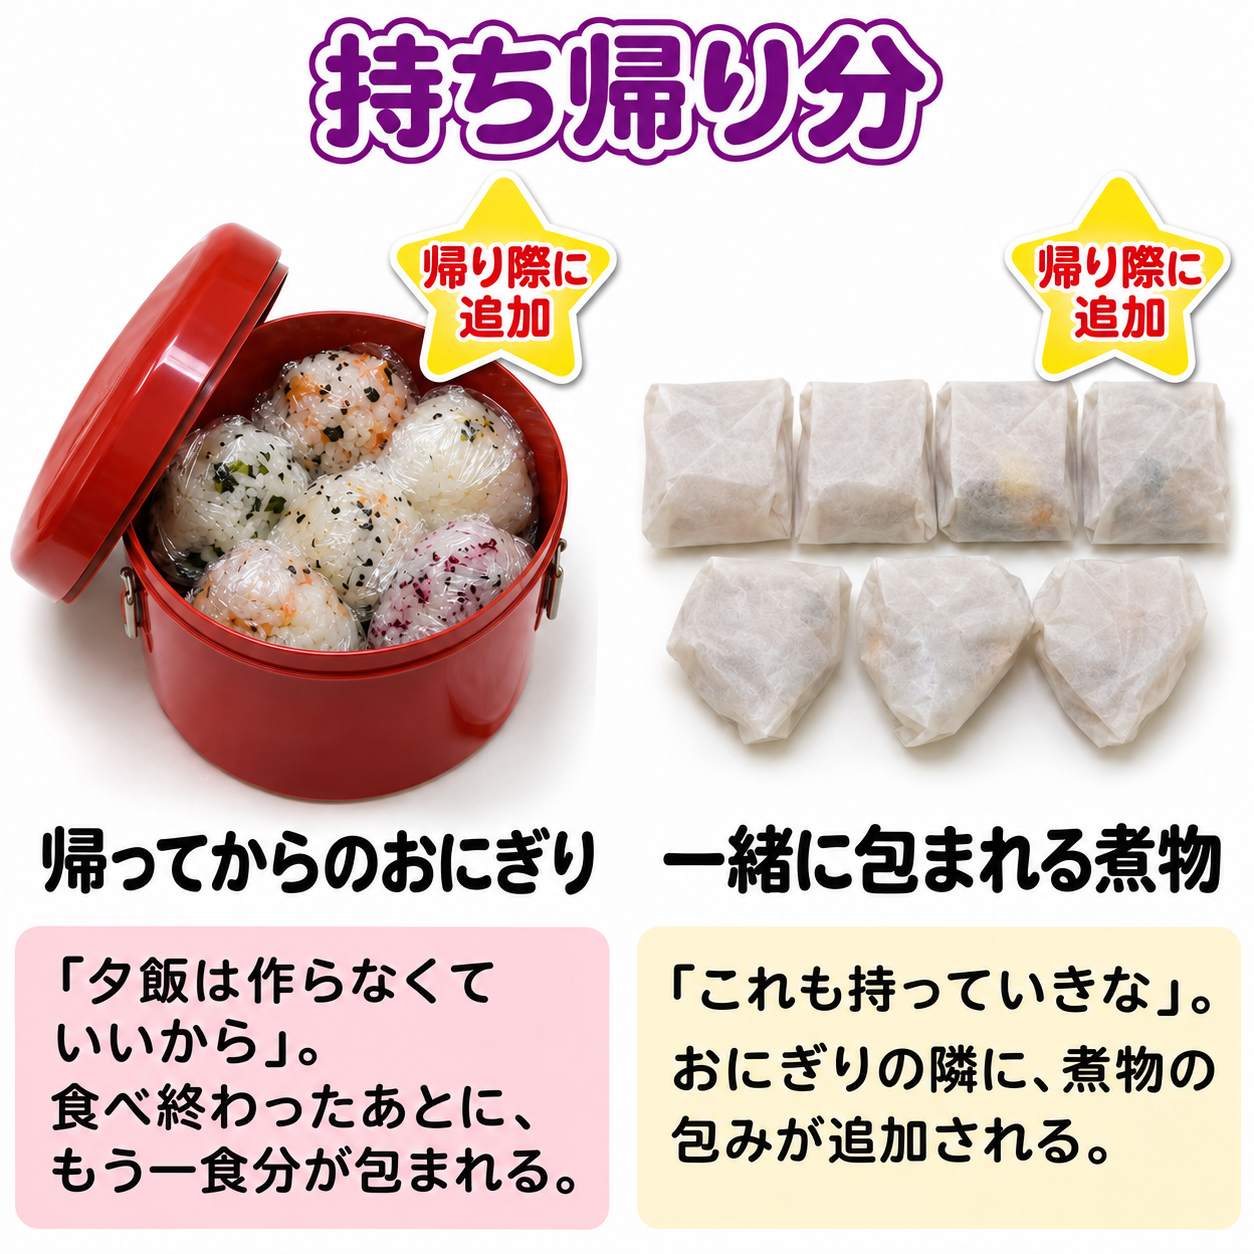 持ち帰り分
帰り際に
追加
帰り際に
追加
帰ってからのおにぎり
一緒に包まれる煮物
「夕飯は作らなくて
いいから」。
食べ終わったあとに、
もう一食分が包まれる。
「これも持っていきな」。
おにぎりの隣に、煮物の
包みが追加される。